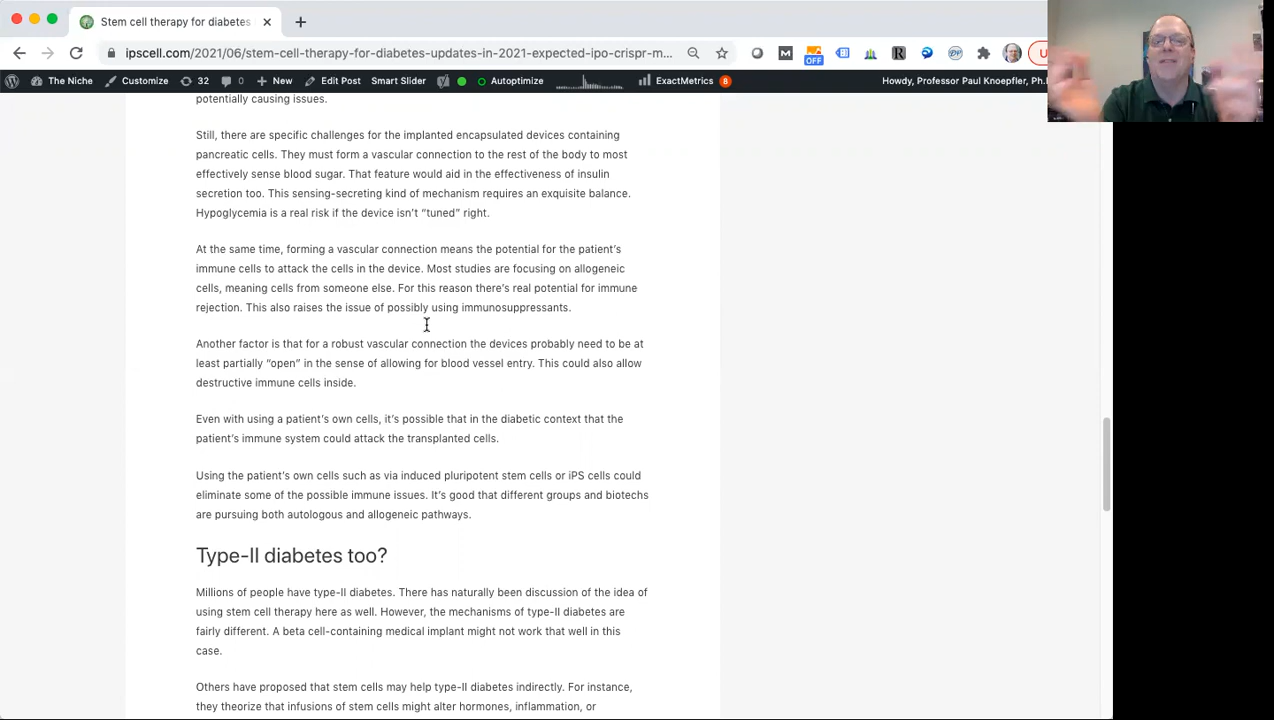 Stem cell therapy for diabetes
ipscell.com/2021/06/stem-cell-therapy-for-diabetes-updates-in-2021-expected-ipo-crispr-m...
OFF
The Niche
Customize
32
0
New
Edit Post
Smart Slider
Autoptimize
ExactMetrics
8
Howdy, Professor Paul Knoepfler, Ph.
potentially causing issues.
Still, there are specific challenges for the implanted encapsulated devices containing
pancreatic cells. They must form a vascular connection to the rest of the body to most
effectively sense blood sugar. That feature would aid in the effectiveness of insulin
secretion too. This sensing-secreting kind of mechanism requires an exquisite balance.
Hypoglycemia is a real risk if the device isn’t “tuned” right.
At the same time, forming a vascular connection means the potential for the patient’s
immune cells to attack the cells in the device. Most studies are focusing on allogeneic
cells, meaning cells from someone else. For this reason there’s real potential for immune
rejection. This also raises the issue of possibly using immunosuppressants.
Another factor is that for a robust vascular connection the devices probably need to be at
least partially “open” in the sense of allowing for blood vessel entry. This could also allow
destructive immune cells inside.
Even with using a patient’s own cells, it’s possible that in the diabetic context that the
patient’s immune system could attack the transplanted cells.
Using the patient’s own cells such as via induced pluripotent stem cells or iPS cells could
eliminate some of the possible immune issues. It’s good that different groups and biotechs
are pursuing both autologous and allogeneic pathways.
Type-II diabetes too?
Millions of people have type-II diabetes. There has naturally been discussion of the idea of
using stem cell therapy here as well. However, the mechanisms of type-II diabetes are
fairly different. A beta cell-containing medical implant might not work that well in this
case.
Others have proposed that stem cells may help type-II diabetes indirectly. For instance,
they theorize that infusions of stem cells might alter hormones, inflammation, or